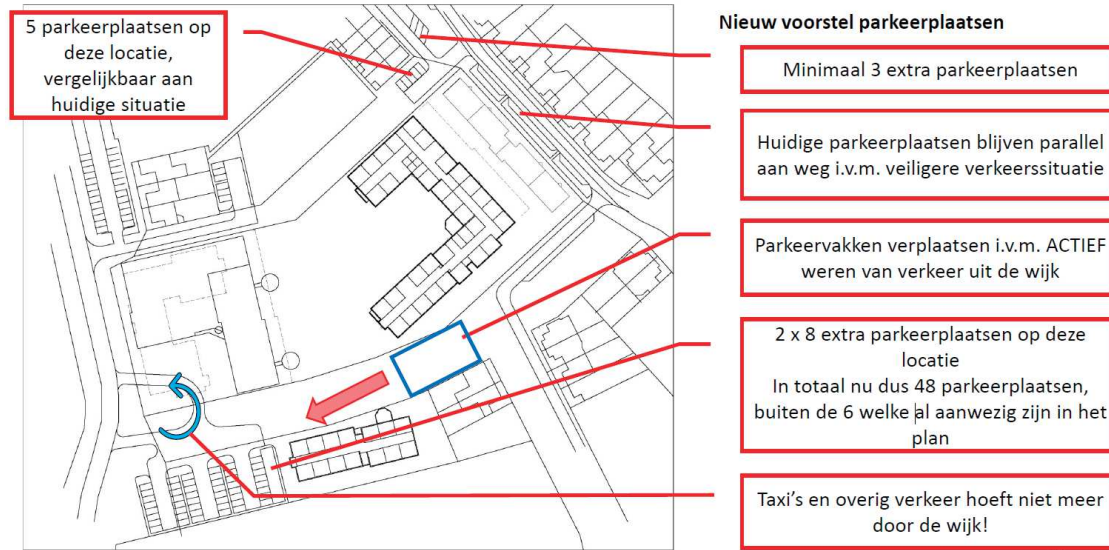 5 parkeerplaatsen op
deze locatie,
vergelijkbaar aan
huidige situatie
Nieuw voorstel parkeerplaatsen
Minimaal 3 extra parkeerplaatsen
Huidige parkeerplaatsen blijven parallel
aan weg i.v.m. veiligere verkeerssituatie
Parkeervakken verplaatsen i.v.m. ACTIEF
weren van verkeer uit de wijk
2 x 8 extra parkeerplaatsen op deze
locatie
In totaal nu dus 48 parkeerplaatsen,
buiten de 6 welke al aanwezig zijn in het
plan
Taxi's en overig verkeer hoeft niet meer
door de wijk!